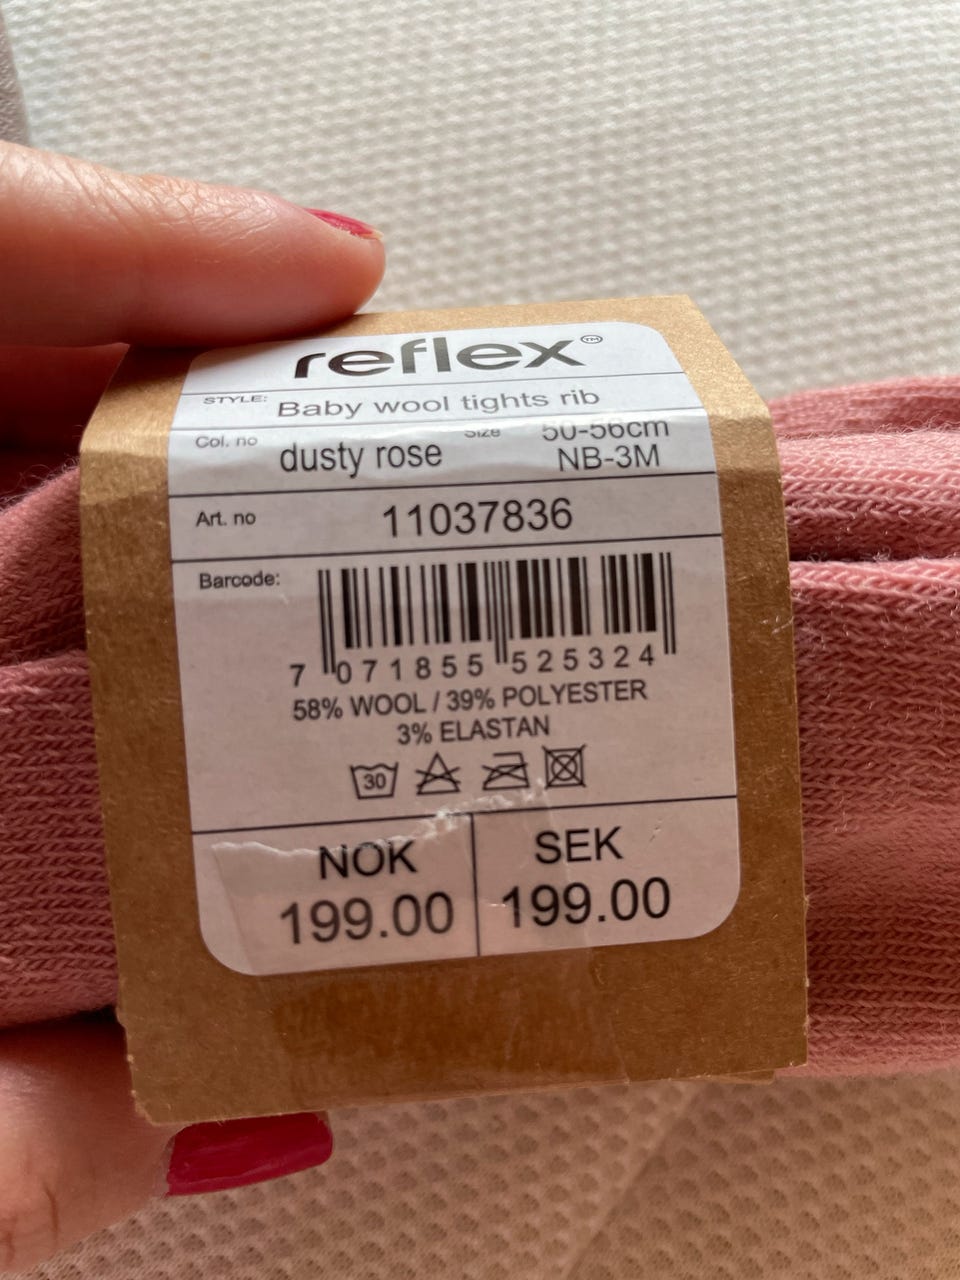 reflex™
STYLE: Baby wool tights rib
Col. no dusty rose Size 50-56cm
NB-3M
Art. no 11037836
Barcode:
7 071855 525324
58% WOOL / 39% POLYESTER
3% ELASTAN
30
NOK SEK
199.00 199.00